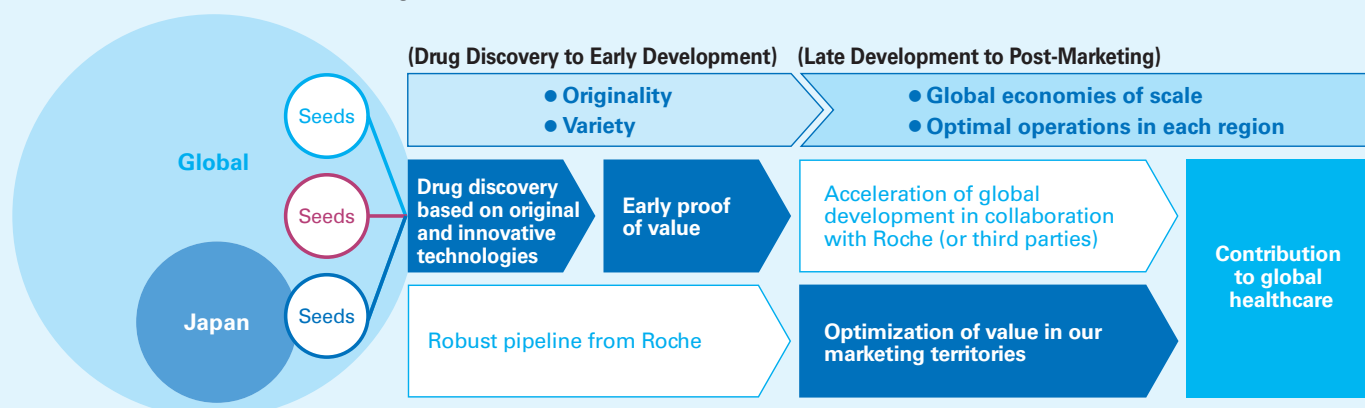 (Drug Discovery to Early Development)
(Late Development to Post-Marketing)
● Originality
● Variety
● Global economies of scale
● Optimal operations in each region
Global
Japan
Seeds
Seeds
Seeds
Drug discovery
based on original
and innovative
technologies
Early proof
of value
Acceleration of global
development in collaboration
with Roche (or third parties)
Robust pipeline from Roche
Optimization of value in our
marketing territories
Contribution
to global
healthcare